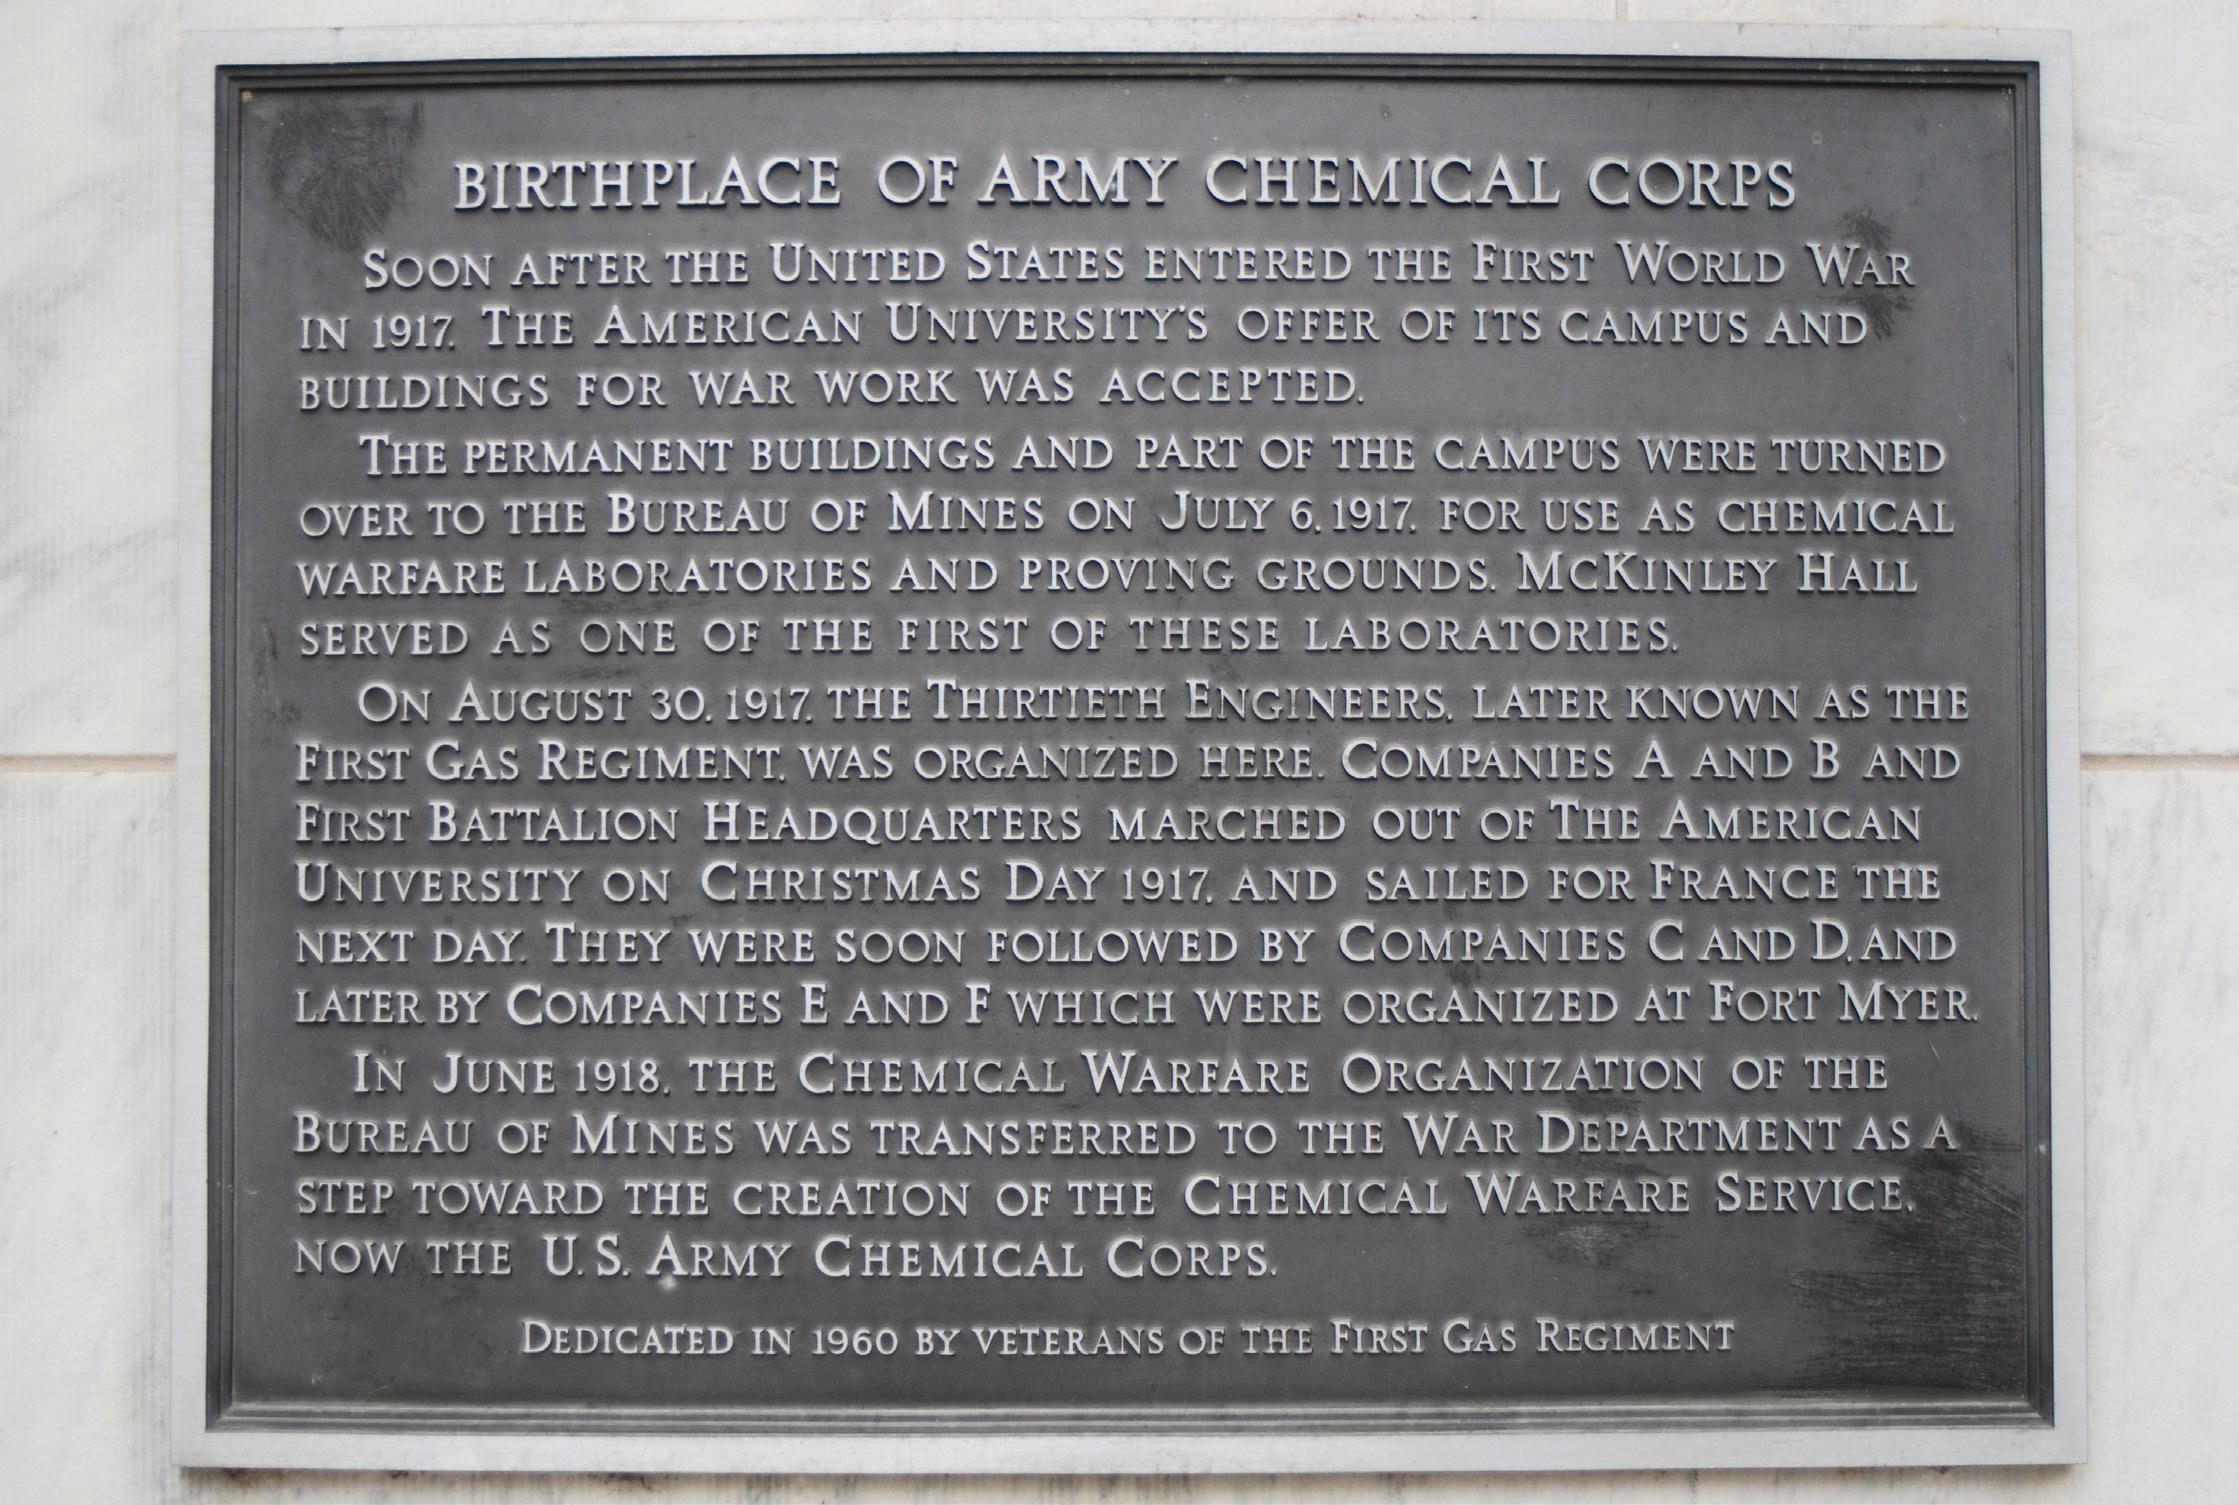 BIRTHPLACE OF ARMY CHEMICAL CORPS
SOON AFTER THE UNITED STATES ENTERED THE FIRST WORLD WAR
IN 1917, THE AMERICAN UNIVERSITY'S OFFER OF ITS CAMPUS AND
BUILDINGS FOR WAR WORK WAS ACCEPTED.
THE PERMANENT BUILDINGS AND PART OF THE CAMPUS WERE TURNED
OVER TO THE BUREAU OF MINES ON JULY 6, 1917, FOR USE AS CHEMICAL
WARFARE LABORATORIES AND PROVING GROUNDS. MCKINLEY HALL
SERVED AS ONE OF THE FIRST OF THESE LABORATORIES.
ON AUGUST 30, 1917, THE THIRTIETH ENGINEERS, LATER KNOWN AS THE
FIRST GAS REGIMENT, WAS ORGANIZED HERE. COMPANIES A AND B AND
FIRST BATTALION HEADQUARTERS MARCHED OUT OF THE AMERICAN
UNIVERSITY ON CHRISTMAS DAY 1917, AND SAILED FOR FRANCE THE
NEXT DAY. THEY WERE SOON FOLLOWED BY COMPANIES C AND D, AND
LATER BY COMPANIES E AND F WHICH WERE ORGANIZED AT FORT MYER.
IN JUNE 1918, THE CHEMICAL WARFARE ORGANIZATION OF THE
BUREAU OF MINES WAS TRANSFERRED TO THE WAR DEPARTMENT AS A
STEP TOWARD THE CREATION OF THE CHEMICAL WARFARE SERVICE,
NOW THE U.S. ARMY CHEMICAL CORPS.
DEDICATED IN 1960 BY VETERANS OF THE FIRST GAS REGIMENT